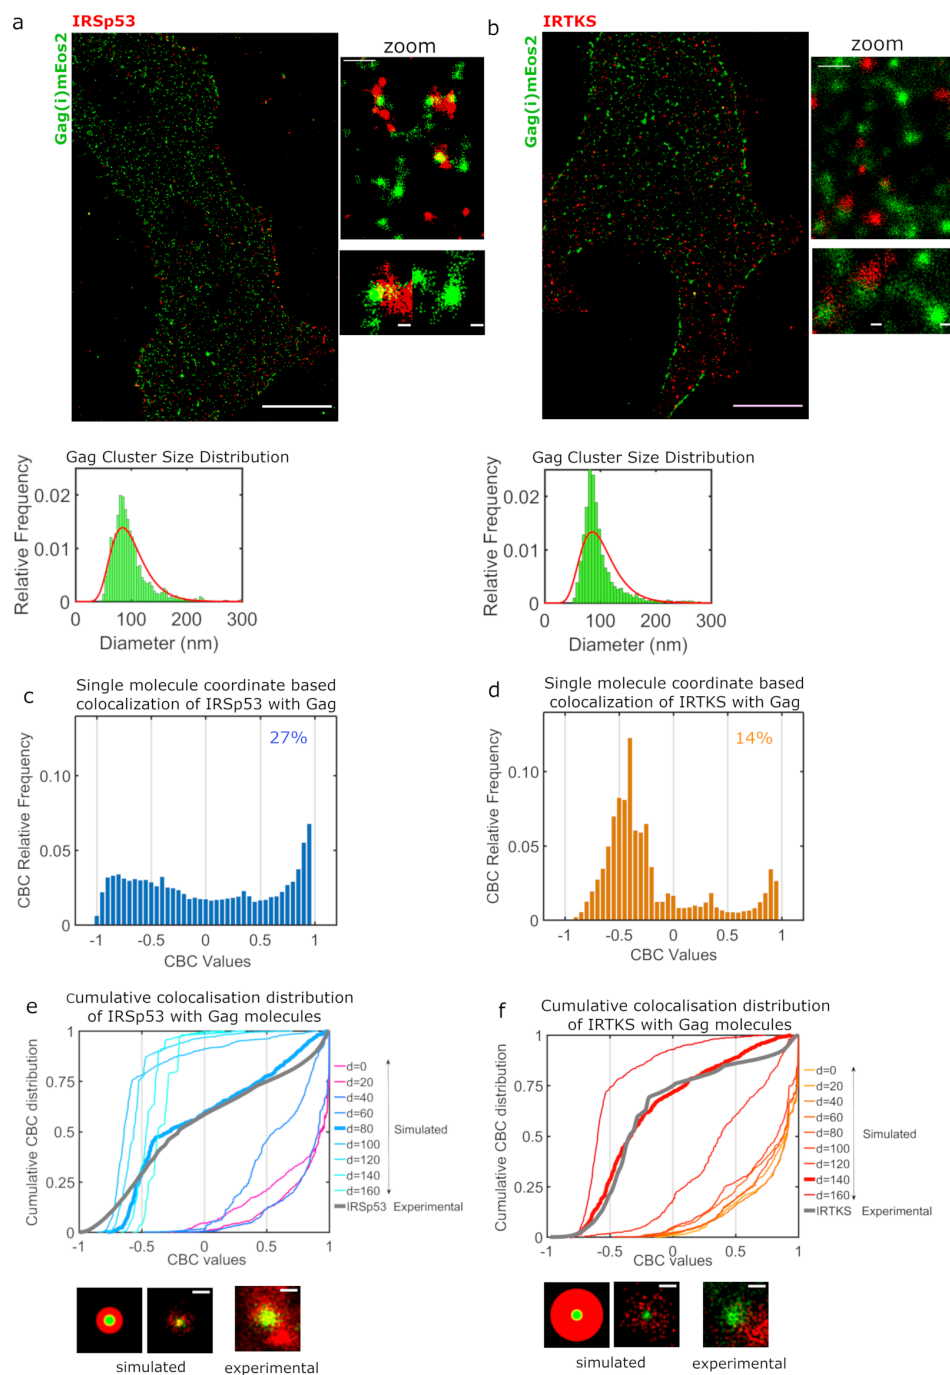 a
IRSp53
Gag(i)mEos2
zoom
b
IRTKS
Gag(i)mEos2
zoom
Gag Cluster Size Distribution
Relative Frequency
0.02
0.01
0
0
100
200
300
Diameter (nm)
Gag Cluster Size Distribution
Relative Frequency
0.02
0.01
0
0
100
200
300
Diameter (nm)
c
Single molecule coordinate based
colocalization of IRSp53 with Gag
27%
CBC Relative Frequency
0.10
0.05
0
-1
-0.5
0
0.5
1
CBC Values
d
Single molecule coordinate based
colocalization of IRTKS with Gag
14%
CBC Relative Frequency
0.10
0.05
0
-1
-0.5
0
0.5
1
CBC Values
e
Cumulative colocalisation distribution
of IRSp53 with Gag molecules
Cumulative CBC distribution
1
0.75
0.5
0.25
0
-1
-0.5
0
0.5
1
CBC values
d=0
d=20
d=40
d=60
d=80
d=100
d=120
d=140
d=160
IRSp53
Simulated
Experimental
simulated
experimental
f
Cumulative colocalisation distribution
of IRTKS with Gag molecules
Cumulative CBC distribution
1
0.75
0.5
0.25
0
-1
-0.5
0
0.5
1
CBC values
d=0
d=20
d=40
d=60
d=80
d=100
d=120
d=140
d=160
IRTKS
Simulated
Experimental
simulated
experimental